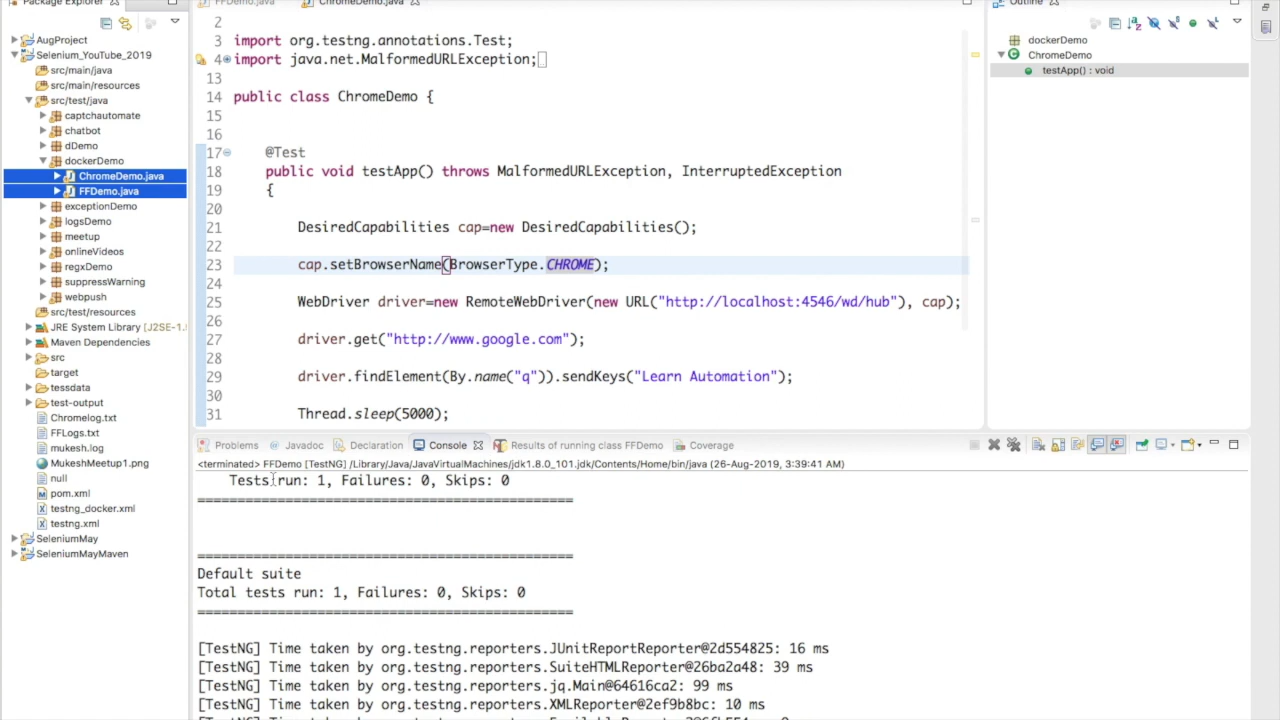 Package Explorer
FFDemo.java
ChromeDemo.java
Outline
AugProject
Selenium_YouTube_2019
src/main/java
src/main/resources
src/test/java
captchautomate
chatbot
dDemo
dockerDemo
ChromeDemo.java
FFDemo.java
exceptionDemo
logsDemo
meetup
onlineVideos
regxDemo
suppressWarning
webpush
src/test/resources
JRE System Library [J2SE-1.
Maven Dependencies
src
target
tessdata
test-output
Chromelog.txt
FFLogs.txt
mukesh.log
MukeshMeetup1.png
null
pom.xml
testng_docker.xml
testng.xml
SeleniumMay
SeleniumMayMaven
2
3 import org.testng.annotations.Test;
4 import java.net.MalformedURLException;
13
14 public class ChromeDemo {
15
16
17 @Test
18 public void testApp() throws MalformedURLException, InterruptedException
19 {
20
21 DesiredCapabilities cap=new DesiredCapabilities();
22
23 cap.setBrowserName(BrowserType.CHROME);
24
25 WebDriver driver=new RemoteWebDriver(new URL("http://localhost:4546/wd/hub"), cap);
26
27 driver.get("http://www.google.com");
28
29 driver.findElement(By.name("q")).sendKeys("Learn Automation");
30
31 Thread.sleep(5000);
dockerDemo
ChromeDemo
testApp() : void
Problems @ Javadoc Declaration Console Results of running class FFDemo Coverage
<terminated> FFDemo [TestNG] /Library/Java/JavaVirtualMachines/jdk1.8.0_101.jdk/Contents/Home/bin/java (26-Aug-2019, 3:39:41 AM)
Tests run: 1, Failures: 0, Skips: 0
===============================================
===============================================
Default suite
Total tests run: 1, Failures: 0, Skips: 0
===============================================
[TestNG] Time taken by org.testng.reporters.JUnitReportReporter@2d554825: 16 ms
[TestNG] Time taken by org.testng.reporters.SuiteHTMLReporter@26ba2a48: 39 ms
[TestNG] Time taken by org.testng.reporters.jq.Main@64616ca2: 99 ms
[TestNG] Time taken by org.testng.reporters.XMLReporter@2ef9b8bc: 10 ms